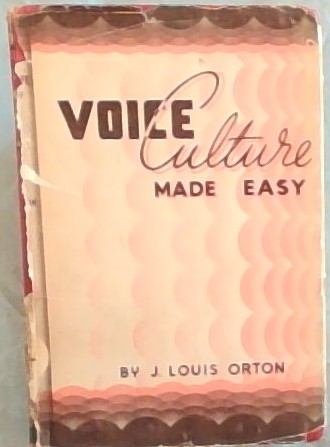 VOICE
Culture
MADE EASY
BY J. LOUIS ORTON